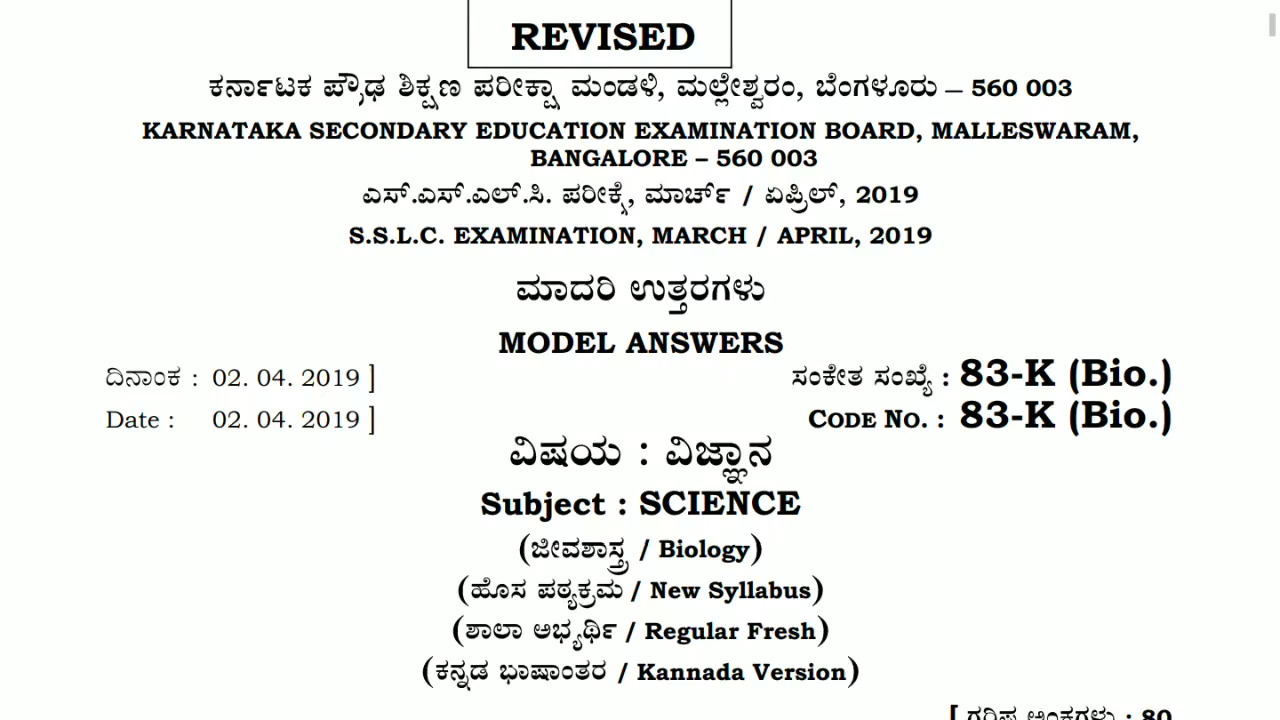 REVISED
ಕರ್ನಾಟಕ ಪ್ರೌಢ ಶಿಕ್ಷಣ ಪರೀಕ್ಷಾ ಮಂಡಳಿ, ಮಲ್ಲೇಶ್ವರಂ, ಬೆಂಗಳೂರು – 560 003
KARNATAKA SECONDARY EDUCATION EXAMINATION BOARD, MALLESWARAM,
BANGALORE – 560 003
ಎಸ್.ಎಸ್.ಎಲ್.ಸಿ. ಪರೀಕ್ಷೆ, ಮಾರ್ಚ್ / ಏಪ್ರಿಲ್, 2019
S.S.L.C. EXAMINATION, MARCH / APRIL, 2019
ಮಾದರಿ ಉತ್ತರಗಳು
MODEL ANSWERS
ದಿನಾಂಕ : 02. 04. 2019 ] ಸಂಕೇತ ಸಂಖ್ಯೆ : 83-K (Bio.)
Date : 02. 04. 2019 ] CODE NO. : 83-K (Bio.)
ವಿಷಯ : ವಿಜ್ಞಾನ
Subject : SCIENCE
(ಜೀವಶಾಸ್ತ್ರ / Biology)
(ಹೊಸ ಪಠ್ಯಕ್ರಮ / New Syllabus)
(ಶಾಲಾ ಅಭ್ಯರ್ಥಿ / Regular Fresh)
(ಕನ್ನಡ ಭಾಷಾಂತರ / Kannada Version)
[ ಗರಿಷ್ಠ ಅಂಕಗಳು : 80